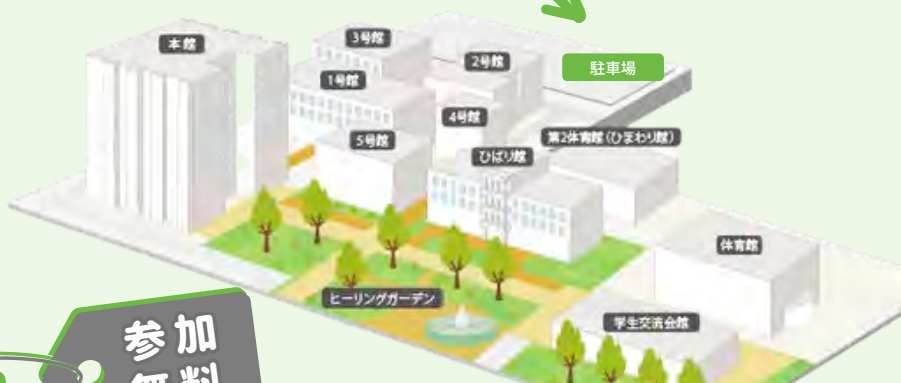 本館
3号館
2号館
駐車場
1号館
4号館
5号館
第2体育館(ひまわり館)
ひばり館
体育館
ヒーリングガーデン
学生交流会館
参加
無料